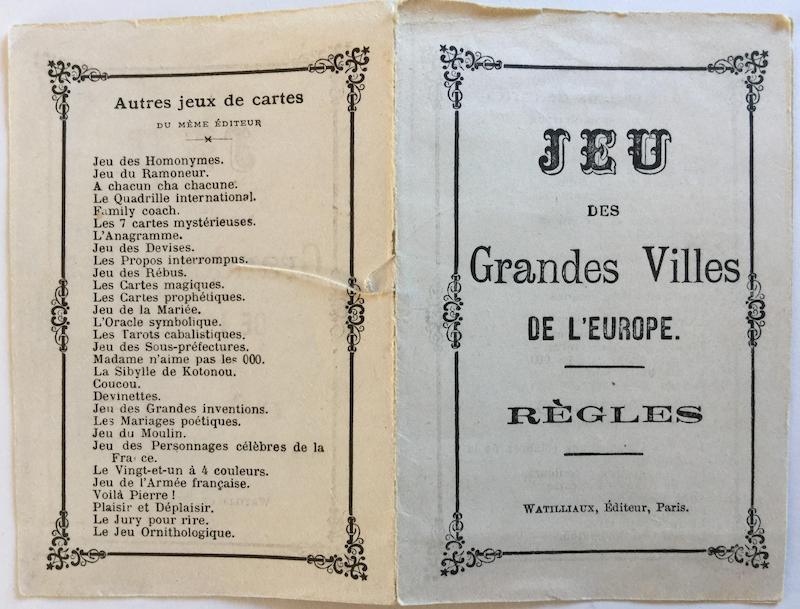 Autres jeux de cartes
DU MÊME ÉDITEUR
Jeu des Homonymes.
Jeu du Ramoneur.
A chacun cha chacune.
Le Quadrille international.
Family coach.
Les 7 cartes mystérieuses.
L'Anagramme.
Jeu des Devises.
Les Propos interrompus.
Jeu des Rébus.
Les Cartes magiques.
Les Cartes prophétiques.
Jeu de la Mariée.
L'Oracle symbolique.
Les Tarots cabalistiques.
Jeu des Sous-préfectures.
Madame n'aime pas les 000.
La Sibylle de Kotonou.
Coucou.
Devinettes.
Jeu des Grandes inventions.
Les Mariages poétiques.
Jeu du Moulin.
Jeu des Personnages célèbres de la
France.
Le Vingt-et-un à 4 couleurs.
Jeu de l'Armée française.
Voilà Pierre !
Plaisir et Déplaisir.
Le Jury pour rire.
Le Jeu Ornithologique.
JEU
DES
Grandes Villes
DE L'EUROPE.
RÈGLES
WATILLIAUX, Éditeur, Paris.